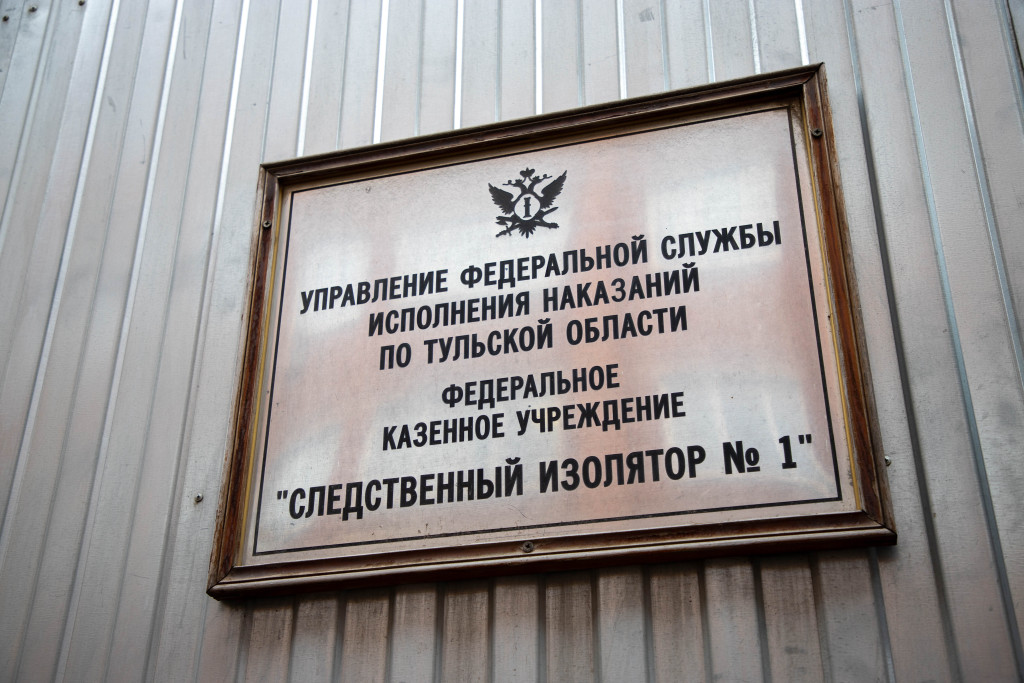 УПРАВЛЕНИЕ ФЕДЕРАЛЬНОЙ СЛУЖБЫ
ИСПОЛНЕНИЯ НАКАЗАНИЙ
ПО ТУЛЬСКОЙ ОБЛАСТИ
ФЕДЕРАЛЬНОЕ
КАЗЕННОЕ УЧРЕЖДЕНИЕ
"СЛЕДСТВЕННЫЙ ИЗОЛЯТОР № 1"